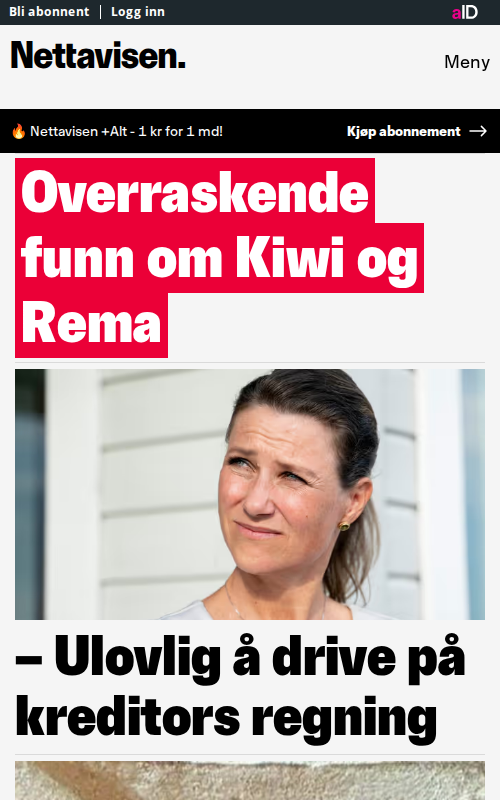 Bli abonnent | Logg inn
aID
Nettavisen.
Meny
🔥 Nettavisen +Alt - 1 kr for 1 md!
Kjøp abonnement →
Overraskende
funn om Kiwi og
Rema
– Ulovlig å drive på
kreditors regning